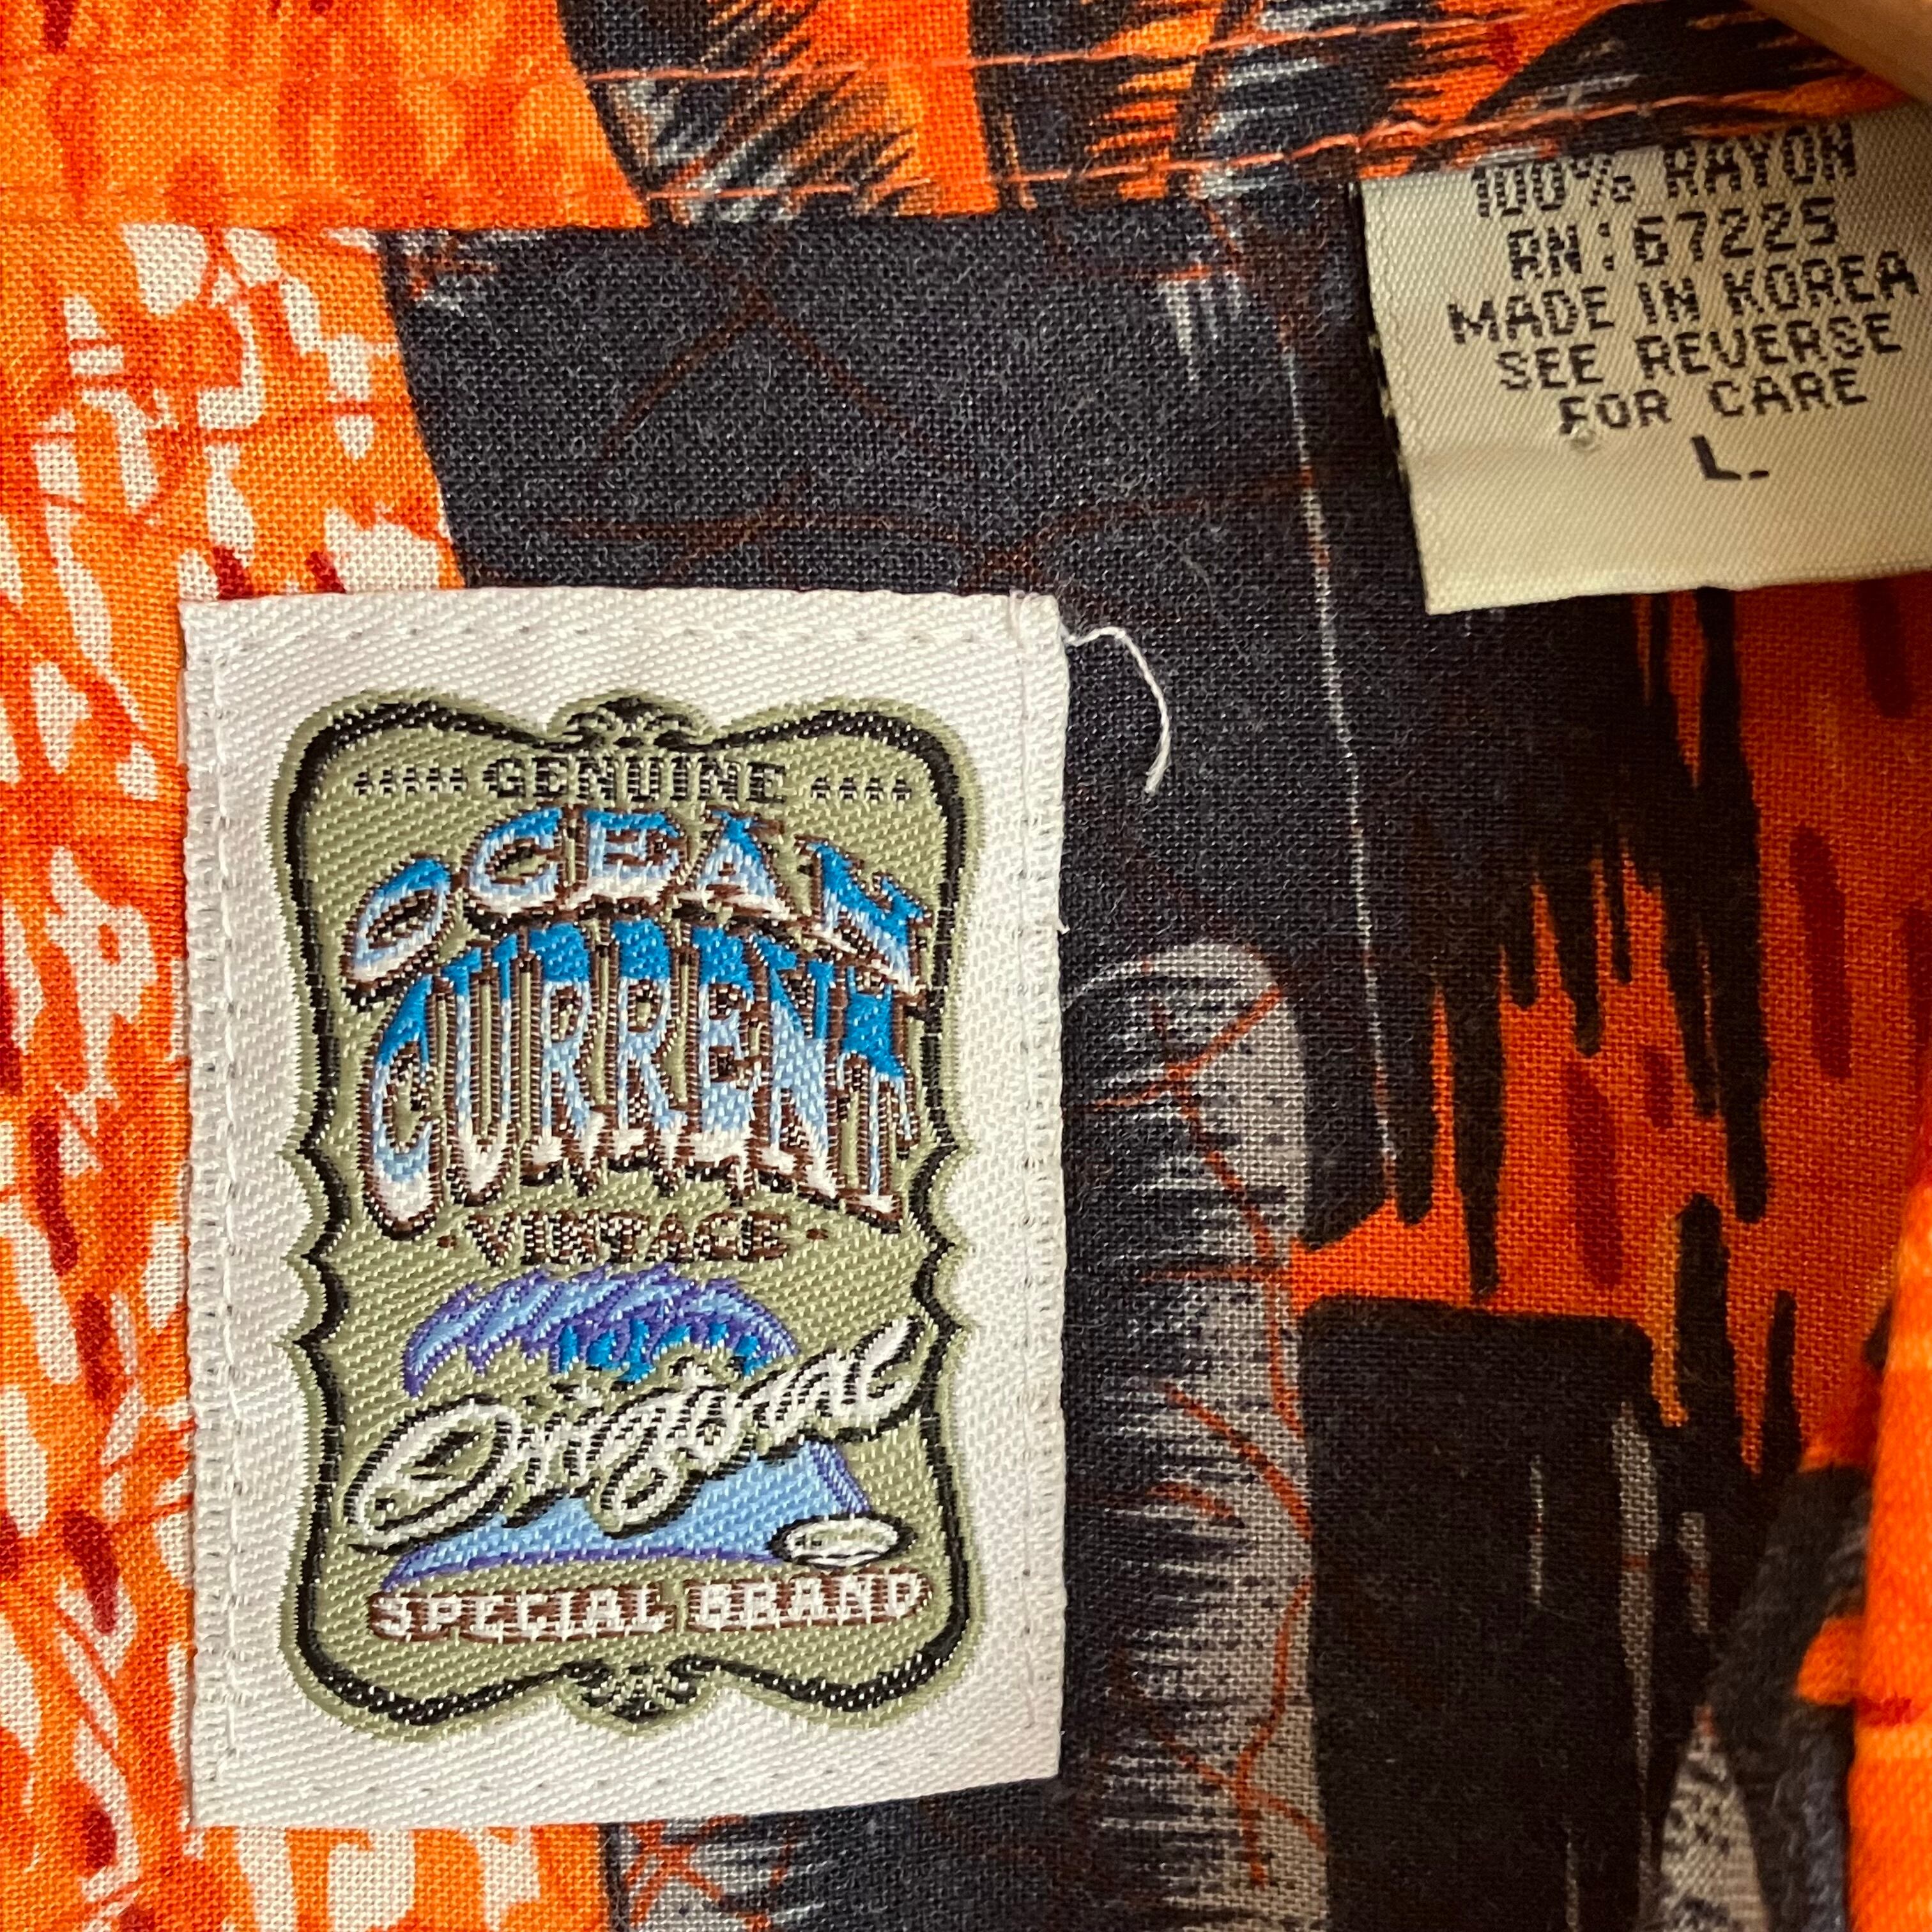 100% RAYON
RN:67225
MADE IN KOREA
SEE REVERSE
FOR CARE
L.
GENUINE
OCEAN
CURRENT
VINTAGE
Original
SPECIAL BRAND